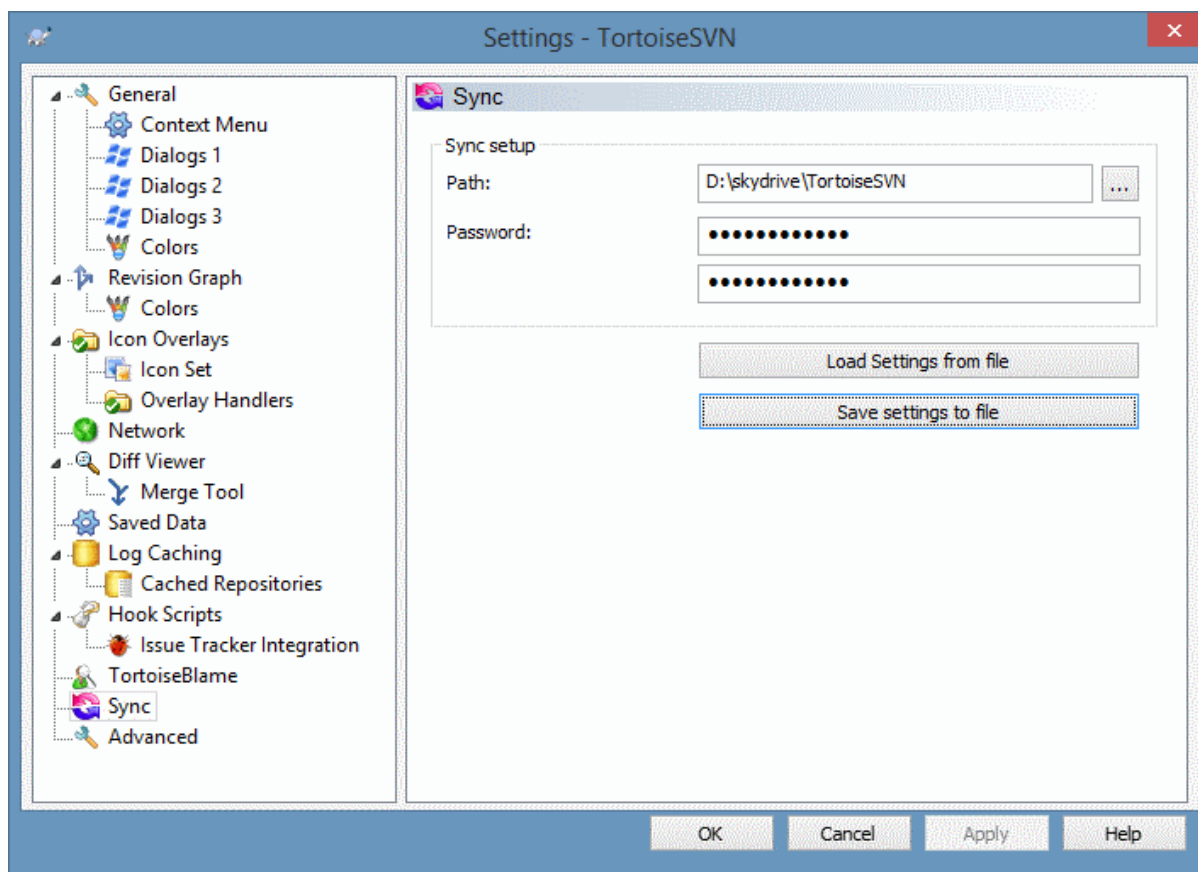 Settings - TortoiseSVN
General
Context Menu
Dialogs 1
Dialogs 2
Dialogs 3
Colors
Revision Graph
Colors
Icon Overlays
Icon Set
Overlay Handlers
Network
Diff Viewer
Merge Tool
Saved Data
Log Caching
Cached Repositories
Hook Scripts
Issue Tracker Integration
TortoiseBlame
Sync
Advanced
Sync
Sync setup
Path: D:\skydrive\TortoiseSVN ...
Password: ●●●●●●●●●●●●
●●●●●●●●●●●●
Load Settings from file
Save settings to file
OK Cancel Apply Help